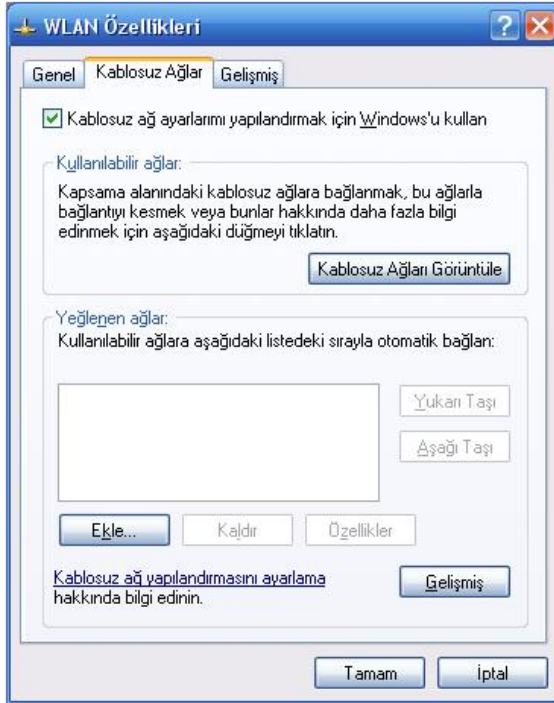 WLAN Özellikleri
Genel
Kablosuz Ağlar
Gelişmiş
Kablosuz ağ ayarlarımı yapılandırmak için Windows'u kullan
Kullanılabilir ağlar:
Kapsama alanındaki kablosuz ağlara bağlanmak, bu ağlarla
bağlantıyı kesmek veya bunlar hakkında daha fazla bilgi
edinmek için aşağıdaki düğmeyi tıklatın.
Kablosuz Ağları Görüntüle
Yeğlenen ağlar:
Kullanılabilir ağlara aşağıdaki listedeki sırayla otomatik bağlan:
Yukarı Taşı
Aşağı Taşı
Ekle...
Kaldır
Özellikler
Kablosuz ağ yapılandırmasını ayarlama
hakkında bilgi edinin.
Gelişmiş
Tamam
İptal